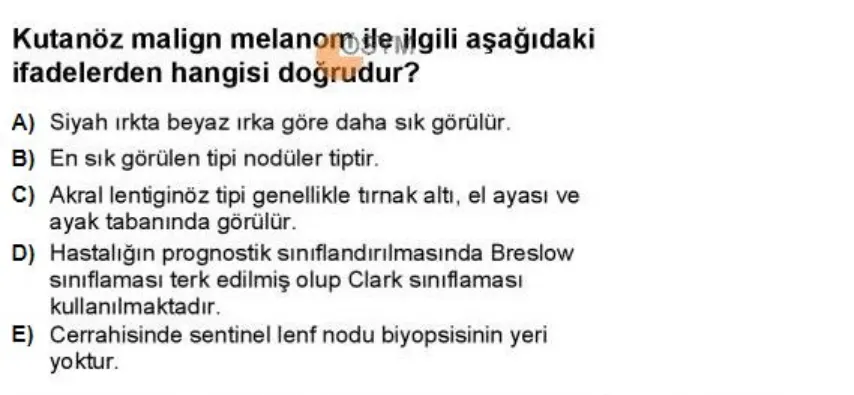 Kutanöz malign melanom ile ilgili aşağıdaki
ifadelerden hangisi doğrudur?
A) Siyah ırkta beyaz ırka göre daha sık görülür.
B) En sık görülen tipi nodüler tiptir.
C) Akral lentiginöz tipi genellikle tırnak altı, el ayası ve
ayak tabanında görülür.
D) Hastalığın prognostik sınıflandırılmasında Breslow
sınıflaması terk edilmiş olup Clark sınıflaması
kullanılmaktadır.
E) Cerrahisinde sentinel lenf nodu biyopsisinin yeri
yoktur.